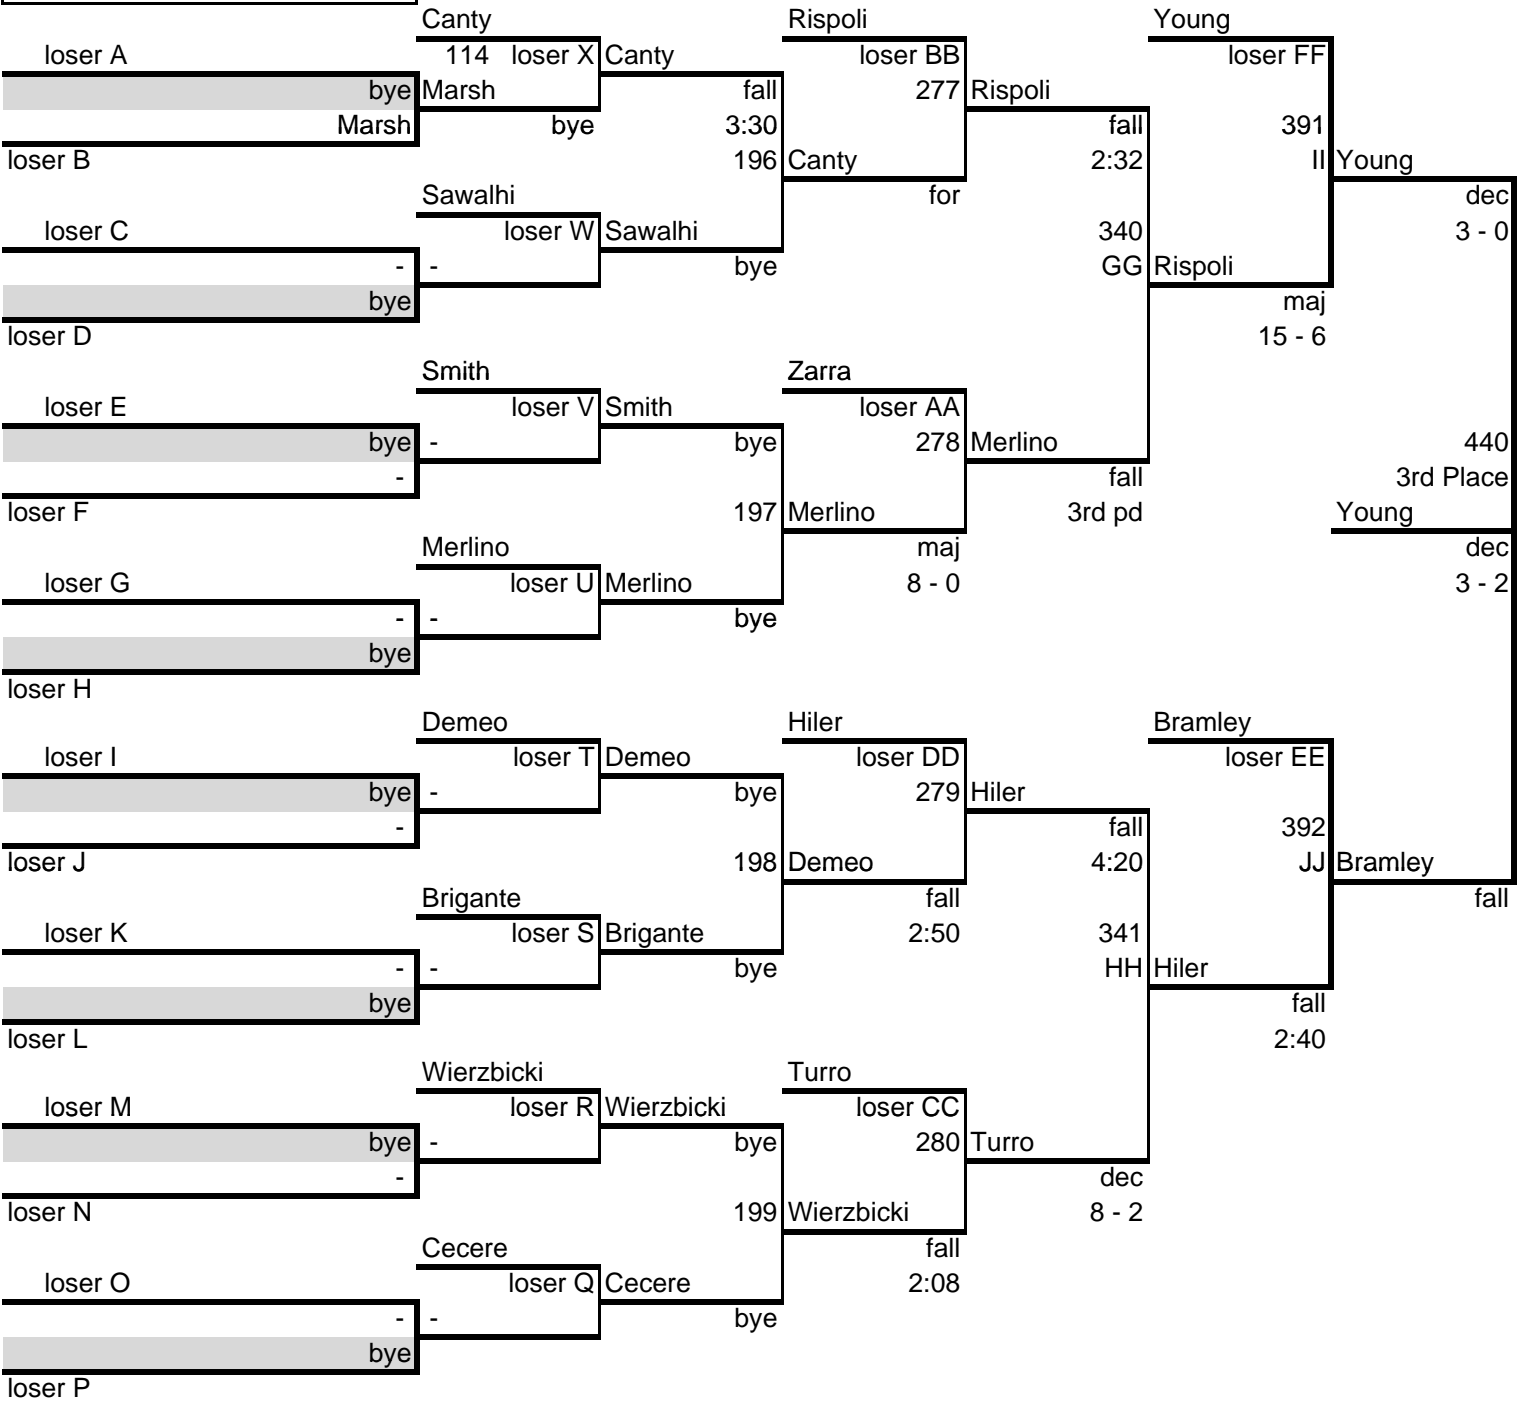 Canty Rispoli Young
loser A 114 loser X Canty loser BB loser FF
bye Marsh fall 277 Rispoli
Marsh bye 3:30 fall 391
loser B 196 Canty 2:32 II Young
Sawalhi for dec
loser C loser W Sawalhi 340 3 - 0
- - bye GG Rispoli
bye maj
loser D 15 - 6
Smith Zarra
loser E loser V Smith loser AA
bye - bye 278 Merlino 440
- fall 3rd Place
loser F 197 Merlino 3rd pd Young
Merlino maj dec
loser G loser U Merlino 8 - 0 3 - 2
- - bye
bye
loser H
Demeo Hiler Bramley
loser I loser T Demeo loser DD loser EE
bye - bye 279 Hiler
- fall 392
loser J 198 Demeo 4:20 JJ Bramley
Brigante fall fall
loser K loser S Brigante 2:50 341
- - bye HH Hiler
bye fall
loser L 2:40
Wierzbicki Turro
loser M loser R Wierzbicki loser CC
bye - bye 280 Turro
- dec
loser N 199 Wierzbicki 8 - 2
Cecere fall
loser O loser Q Cecere 2:08
- - bye
bye
loser P